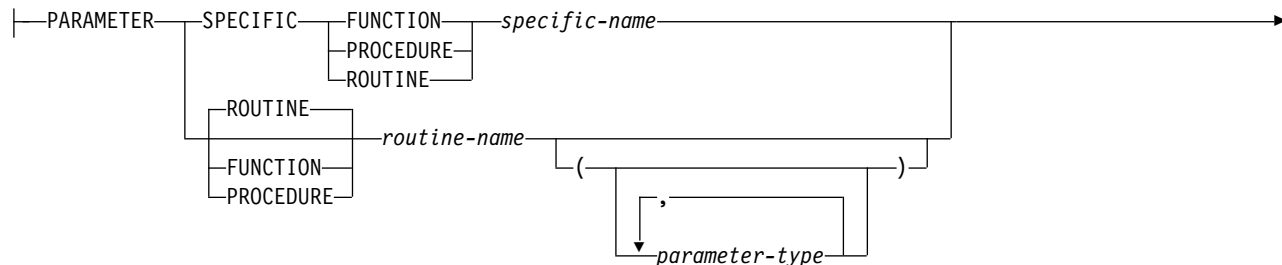 PARAMETER SPECIFIC FUNCTION specific-name
PROCEDURE
ROUTINE
ROUTINE
routine-name
FUNCTION ( )
PROCEDURE
,
parameter-type